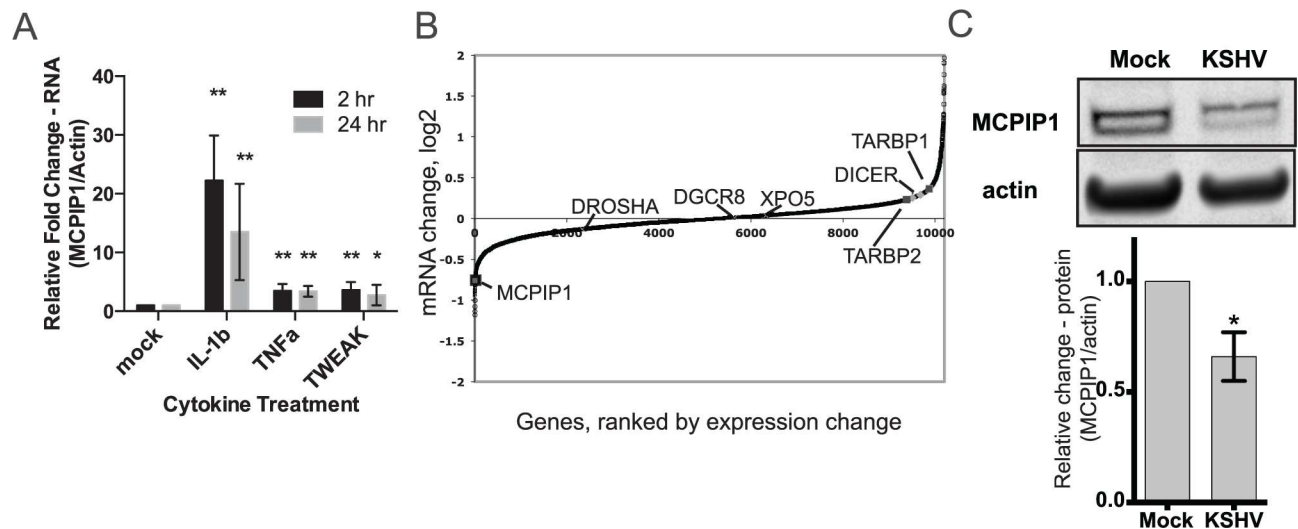 A
Relative Fold Change - RNA
(MCPIP1/Actin)
40
30
20
10
0
** ** ** ** ** *
2 hr
24 hr
mock IL-1b TNFa TWEAK
Cytokine Treatment
B
mRNA change, log2
2
1.5
1
0.5
0
-0.5
-1
-1.5
-2
0 2000 4000 6000 8000 10000
MCPIP1
DROSHA
DGCR8
XPO5
TARBP1
DICER
TARBP2
Genes, ranked by expression change
C
Mock KSHV
MCPIP1
actin
Relative change - protein
(MCPIP1/actin)
1.0
0.5
0.0
*
Mock KSHV